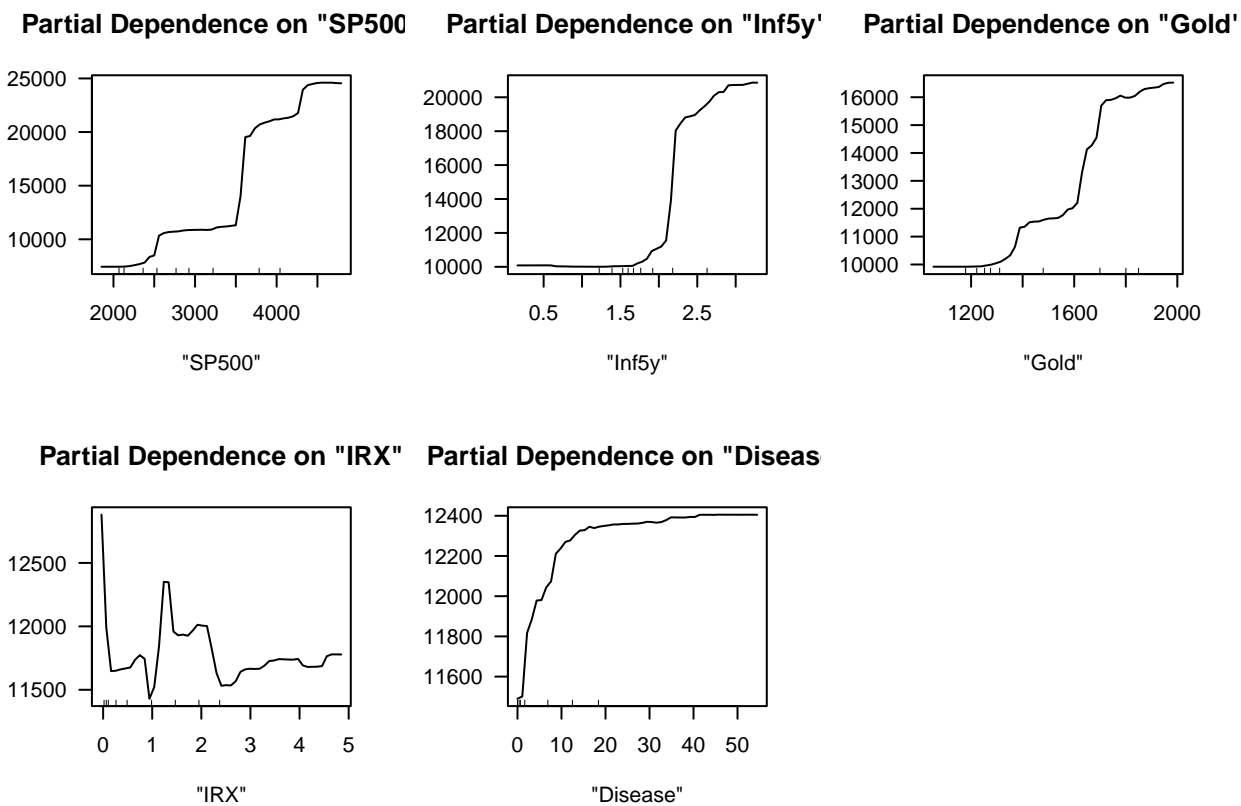 Partial Dependence on "SP500
25000
20000
15000
10000
2000 3000 4000
"SP500"
Partial Dependence on "Inf5y'
20000
18000
16000
14000
12000
10000
0.5 1.5 2.5
"Inf5y"
Partial Dependence on "Gold'
16000
15000
14000
13000
12000
11000
10000
1200 1600 2000
"Gold"
Partial Dependence on "IRX"
12500
12000
11500
0 1 2 3 4 5
"IRX"
Partial Dependence on "Diseas
12400
12200
12000
11800
11600
0 10 20 30 40 50
"Disease"